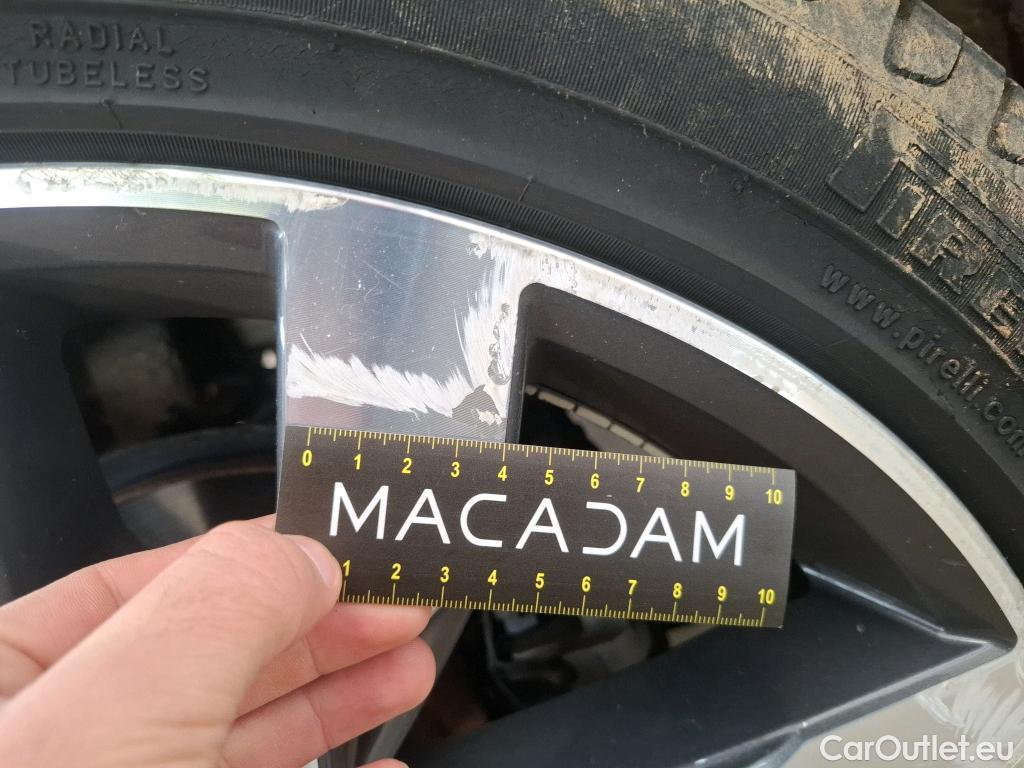 RADIAL
TUBELESS
www.pirelli.com
0 1 2 3 4 5 6 7 8 9 10
MACADAM
1 2 3 4 5 6 7 8 9 10
CarOutlet.eu